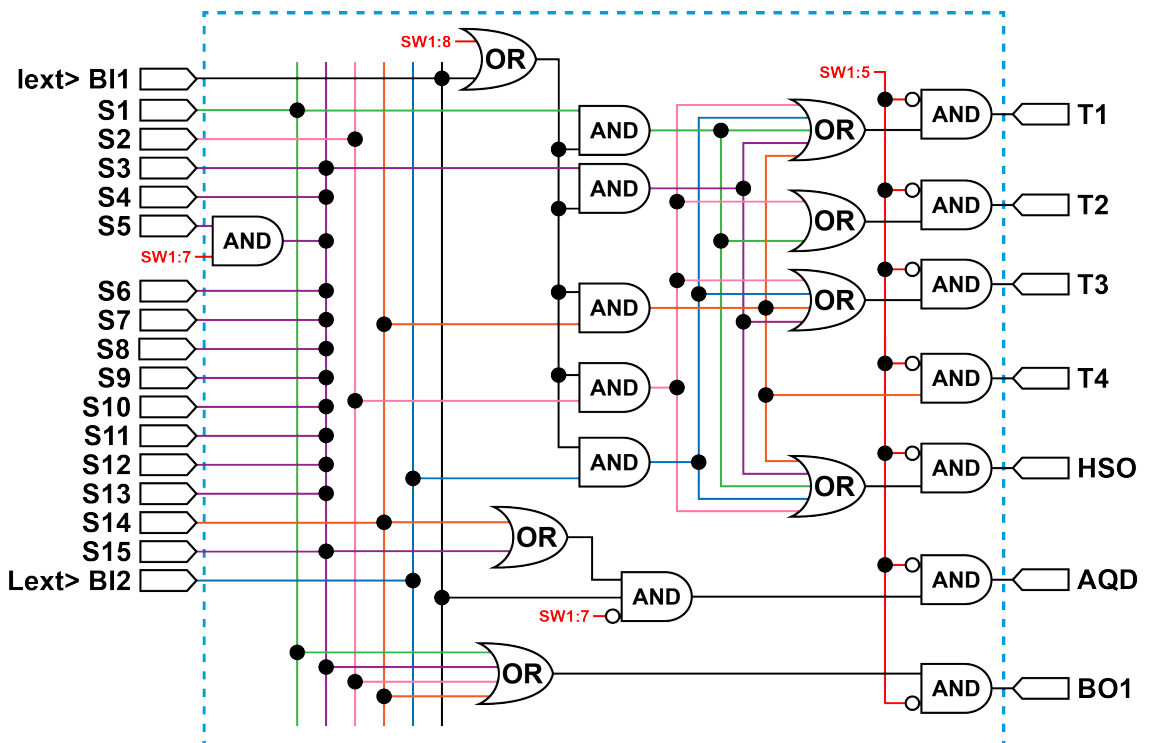 SW1:8
OR
lext> BI1
SW1:5
S1
AND
OR
AND
T1
S2
S3
AND
S4
AND
T2
S5
OR
AND
SW1:7
S6
AND
OR
AND
T3
S7
S8
S9
AND
AND
T4
S10
S11
S12
AND
AND
HSO
S13
OR
S14
OR
S15
Lext> BI2
AND
AND
AQD
SW1:7
OR
AND
BO1